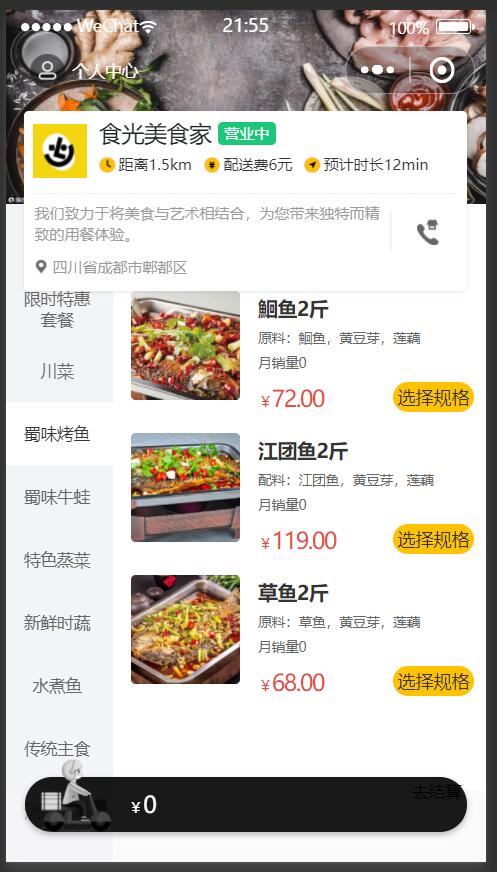 WeChat 21:55 100%
个人中心
食光美食家 营业中
距离1.5km 配送费6元 预计时长12min
我们致力于将美食与艺术相结合，为您带来独特而精
致的用餐体验。
四川省成都市郫都区
限时特惠
套餐
川菜
蜀味烤鱼
蜀味牛蛙
特色蒸菜
新鲜时蔬
水煮鱼
传统主食
鮰鱼2斤
原料：鮰鱼，黄豆芽，莲藕
月销量0
￥72.00 选择规格
江团鱼2斤
配料：江团鱼，黄豆芽，莲藕
月销量0
￥119.00 选择规格
草鱼2斤
原料：草鱼，黄豆芽，莲藕
月销量0
￥68.00 选择规格
￥0 去结算